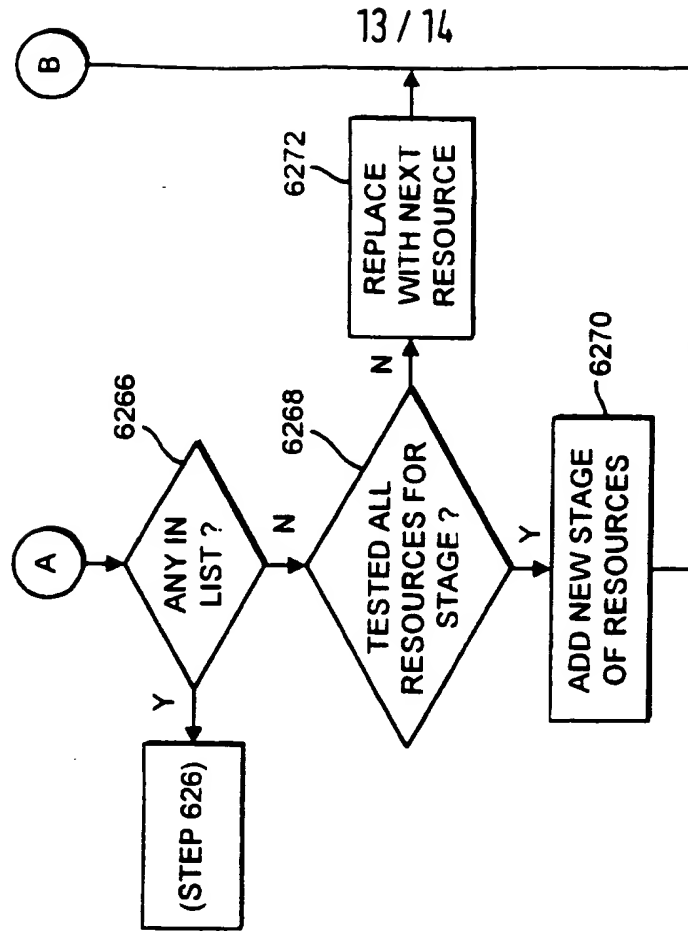 13 / 14
A
B
6266
ANY IN
LIST ?
Y
N
(STEP 626)
6268
TESTED ALL
RESOURCES FOR
STAGE ?
N
Y
6272
REPLACE
WITH NEXT
RESOURCE
6270
ADD NEW STAGE
OF RESOURCES